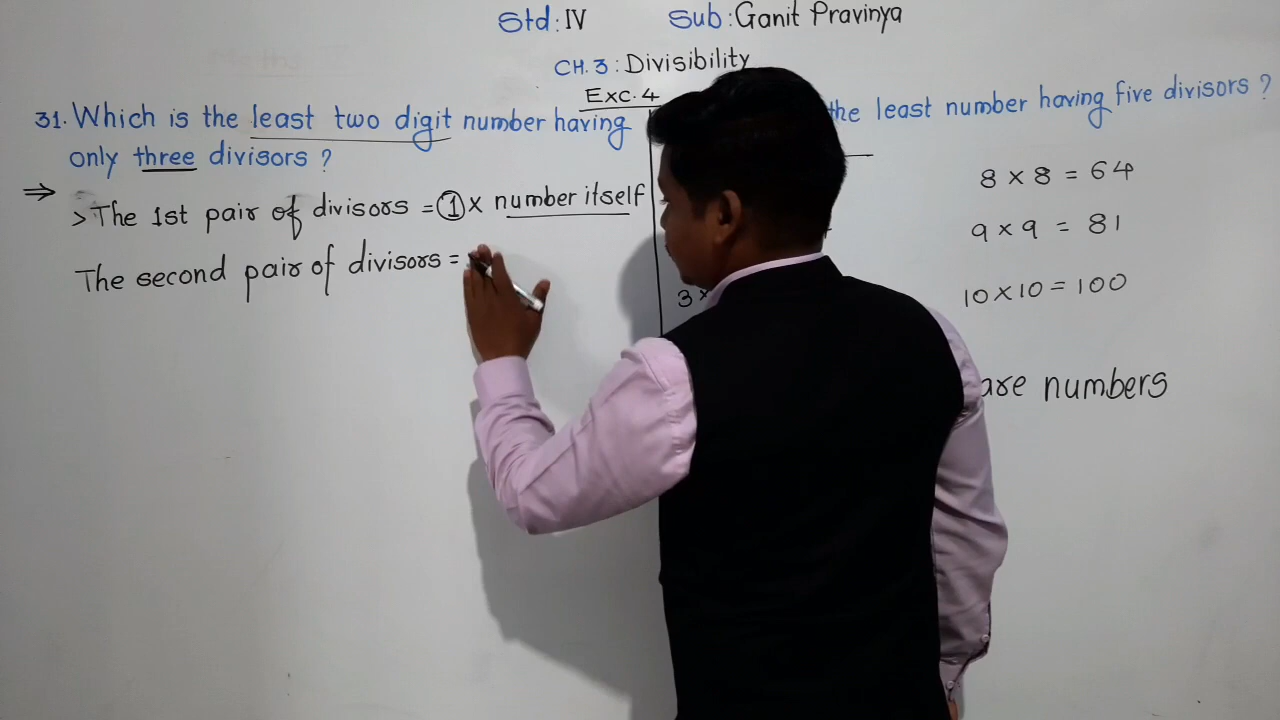 Std: IV Sub: Ganit Pravinya
CH. 3: Divisibility
Exc. 4
31. Which is the least two digit number having
only three divisors ?
⇒
> The 1st pair of divisors = 1 × number itself
The second pair of divisors =
the least number having five divisors ?
8 × 8 = 64
9 × 9 = 81
3 ×
10 × 10 = 100
numbers